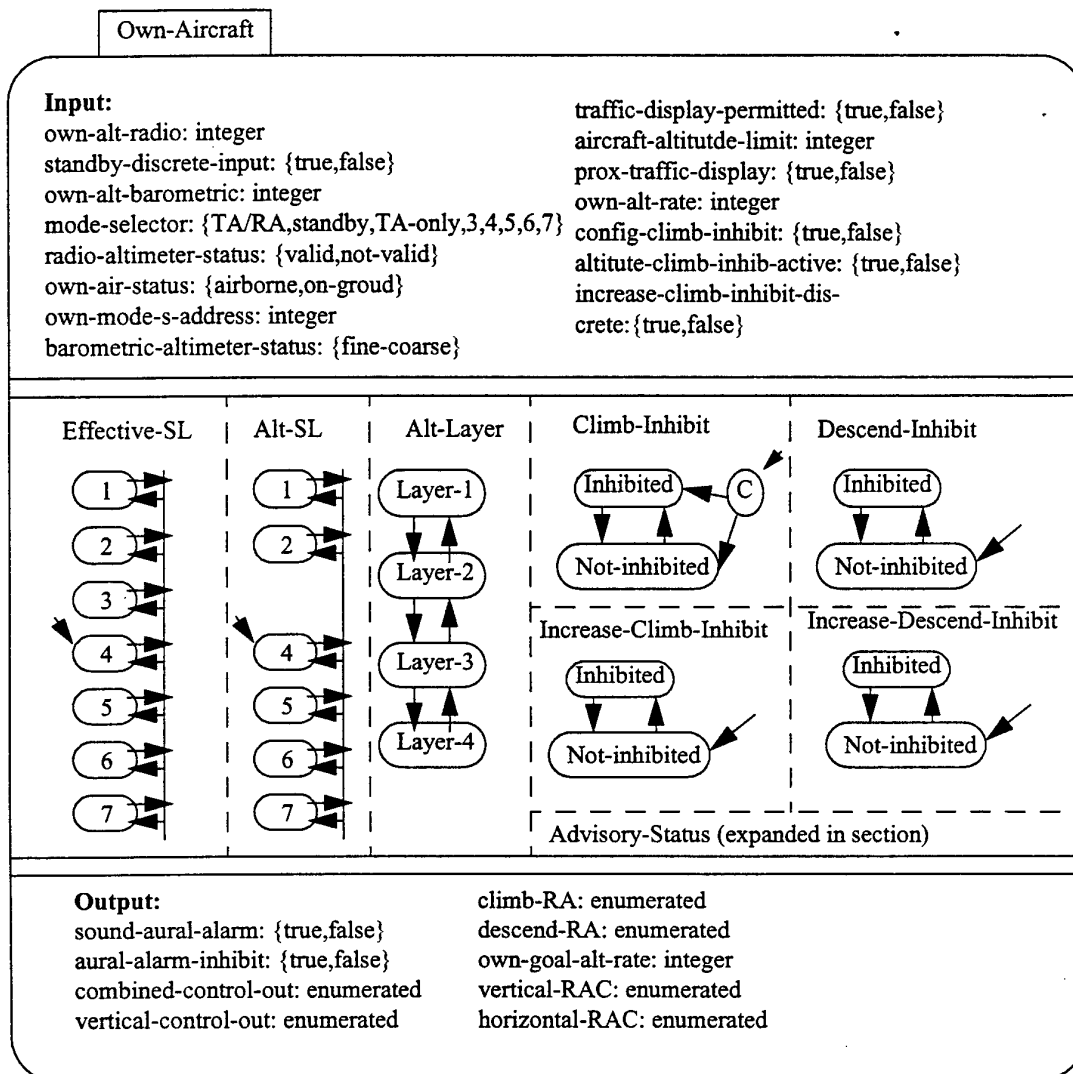 Own-Aircraft
Input:
own-alt-radio: integer
standby-discrete-input: {true,false}
own-alt-barometric: integer
mode-selector: {TA/RA,standby,TA-only,3,4,5,6,7}
radio-altimeter-status: {valid,not-valid}
own-air-status: {airborne,on-groud}
own-mode-s-address: integer
barometric-altimeter-status: {fine-coarse}
traffic-display-permitted: {true,false}
aircraft-altitutde-limit: integer
prox-traffic-display: {true,false}
own-alt-rate: integer
config-climb-inhibit: {true,false}
altitute-climb-inhib-active: {true,false}
increase-climb-inhibit-dis-
crete:{true,false}
Effective-SL
1
2
3
4
5
6
7
Alt-SL
1
2
4
5
6
7
Alt-Layer
Layer-1
Layer-2
Layer-3
Layer-4
Climb-Inhibit
Inhibited
C
Not-inhibited
Descend-Inhibit
Inhibited
Not-inhibited
Increase-Climb-Inhibit
Inhibited
Not-inhibited
Increase-Descend-Inhibit
Inhibited
Not-inhibited
Advisory-Status (expanded in section)
Output:
sound-aural-alarm: {true,false}
aural-alarm-inhibit: {true,false}
combined-control-out: enumerated
vertical-control-out: enumerated
climb-RA: enumerated
descend-RA: enumerated
own-goal-alt-rate: integer
vertical-RAC: enumerated
horizontal-RAC: enumerated